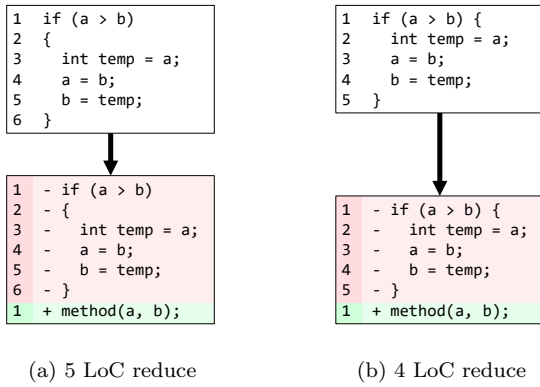 1 if (a > b)
2 {
3   int temp = a;
4   a = b;
5   b = temp;
6 }
1 - if (a > b)
2 - {
3 -   int temp = a;
4 -   a = b;
5 -   b = temp;
6 - }
1 + method(a, b);
(a) 5 LoC reduce
1 if (a > b) {
2   int temp = a;
3   a = b;
4   b = temp;
5 }
1 - if (a > b) {
2 -   int temp = a;
3 -   a = b;
4 -   b = temp;
5 - }
1 + method(a, b);
(b) 4 LoC reduce